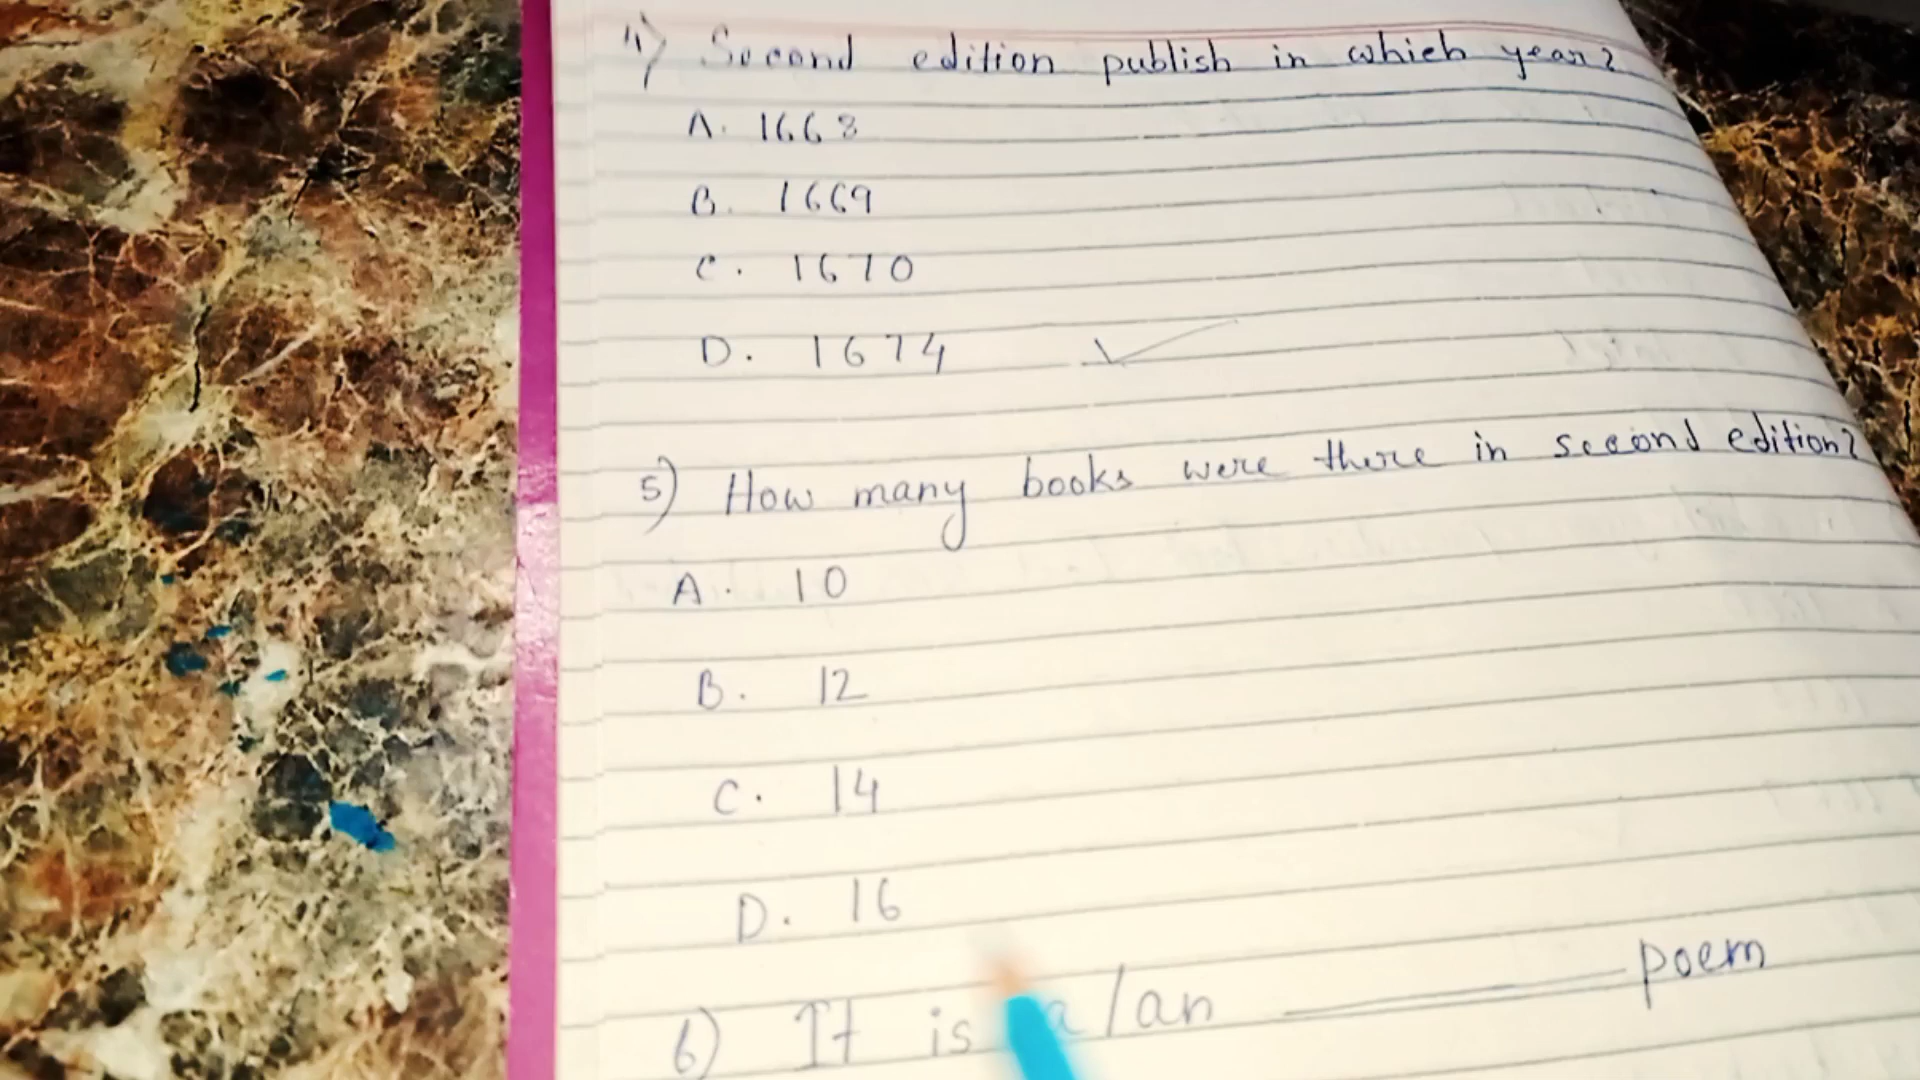 4) Second edition publish in which year?
A. 1668
B. 1669
C. 1670
D. 1674
5) How many books were there in second edition?
A. 10
B. 12
C. 14
D. 16
6) It is a/an ______ poem